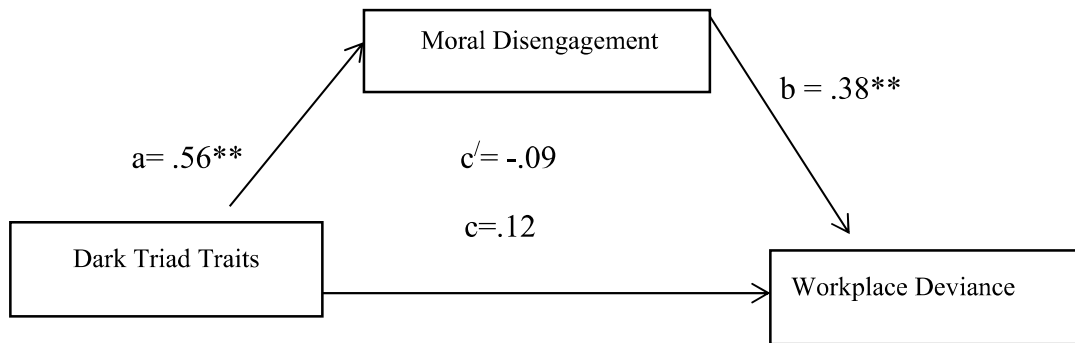 Moral Disengagement
b = .38**
a= .56**
c/= -.09
c=.12
Dark Triad Traits
Workplace Deviance